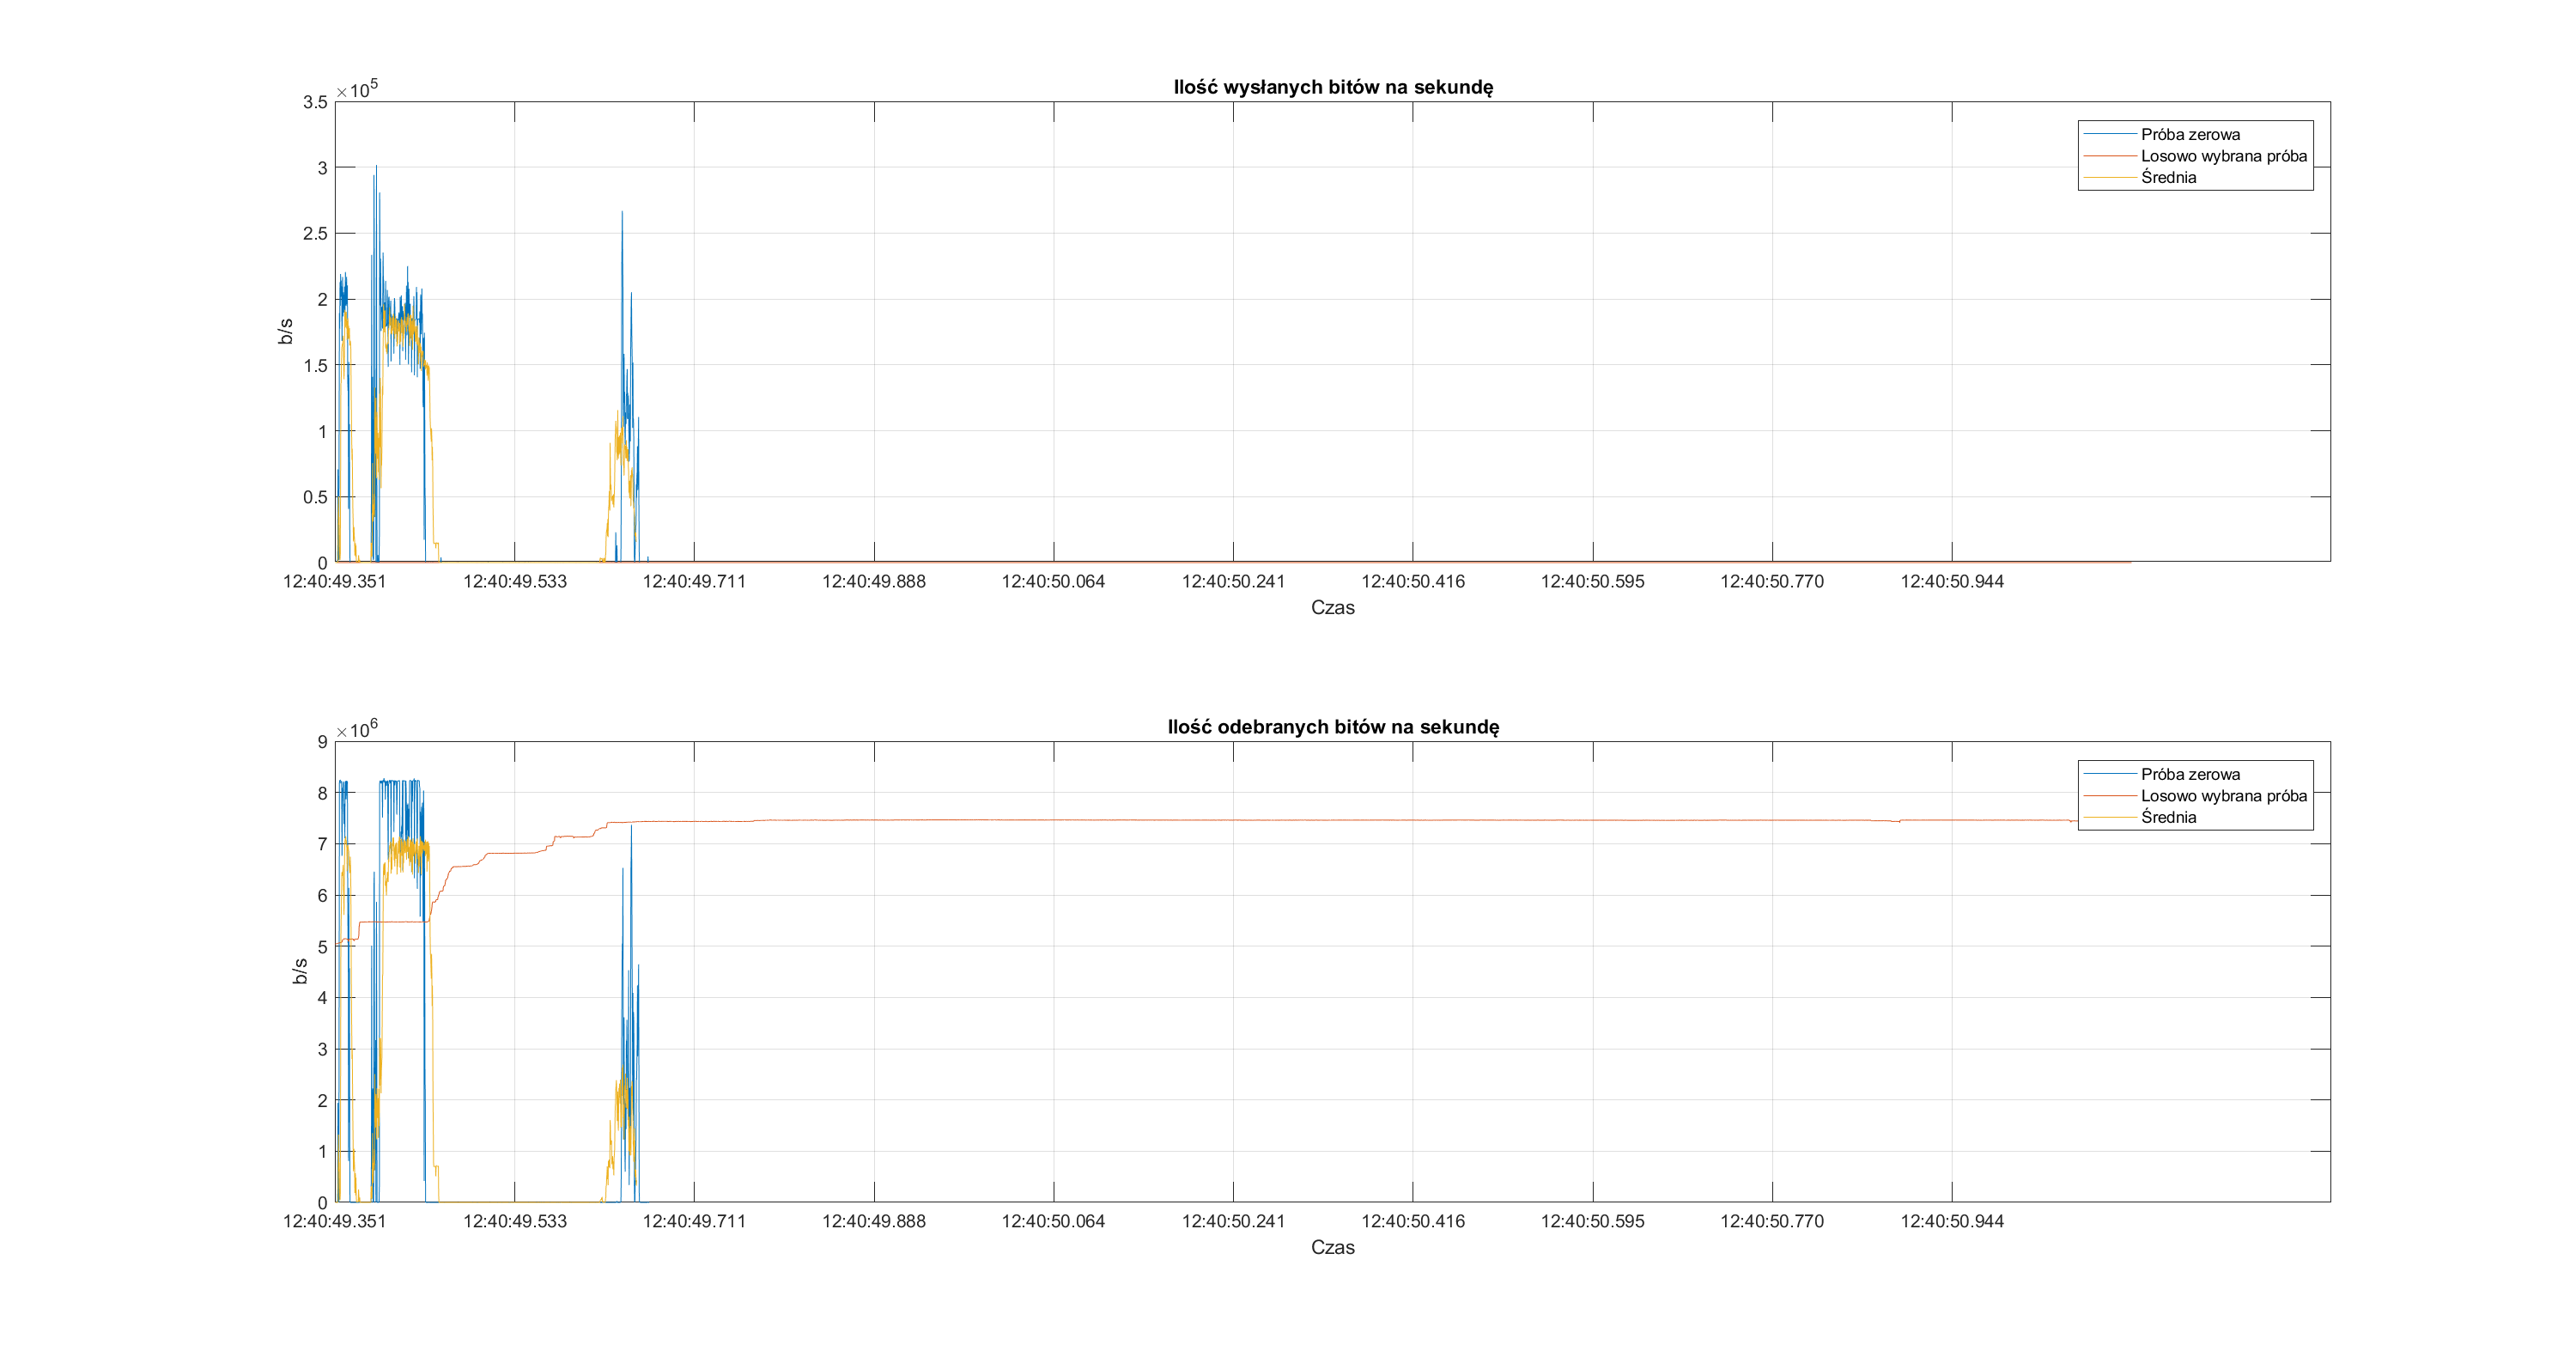 Ilość wysłanych bitów na sekundę
×10^5
3.5
3
2.5
2
1.5
1
0.5
0
b/s
Próba zerowa
Losowo wybrana próba
Średnia
12:40:49.351 12:40:49.533 12:40:49.711 12:40:49.888 12:40:50.064 12:40:50.241 12:40:50.416 12:40:50.595 12:40:50.770 12:40:50.944
Czas
Ilość odebranych bitów na sekundę
×10^6
9
8
7
6
5
4
3
2
1
0
b/s
Próba zerowa
Losowo wybrana próba
Średnia
12:40:49.351 12:40:49.533 12:40:49.711 12:40:49.888 12:40:50.064 12:40:50.241 12:40:50.416 12:40:50.595 12:40:50.770 12:40:50.944
Czas